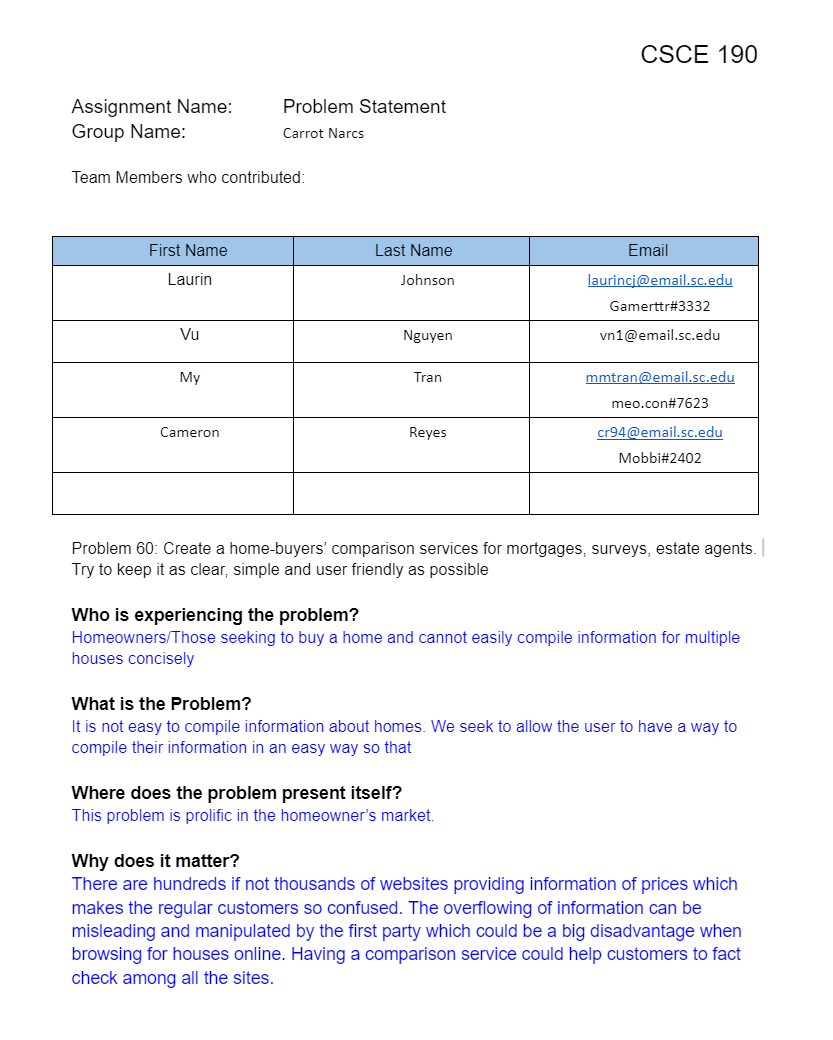 CSCE 190
Assignment Name: Problem Statement
Group Name: Carrot Narcs
Team Members who contributed:
First Name Last Name Email
Laurin Johnson laurincj@email.sc.edu
Gamerttr#3332
Vu Nguyen vn1@email.sc.edu
My Tran mmtran@email.sc.edu
meo.con#7623
Cameron Reyes cr94@email.sc.edu
Mobbi#2402
Problem 60: Create a home-buyers’ comparison services for mortgages, surveys, estate agents.
Try to keep it as clear, simple and user friendly as possible
Who is experiencing the problem?
Homeowners/Those seeking to buy a home and cannot easily compile information for multiple
houses concisely
What is the Problem?
It is not easy to compile information about homes. We seek to allow the user to have a way to
compile their information in an easy way so that
Where does the problem present itself?
This problem is prolific in the homeowner’s market.
Why does it matter?
There are hundreds if not thousands of websites providing information of prices which
makes the regular customers so confused. The overflowing of information can be
misleading and manipulated by the first party which could be a big disadvantage when
browsing for houses online. Having a comparison service could help customers to fact
check among all the sites.